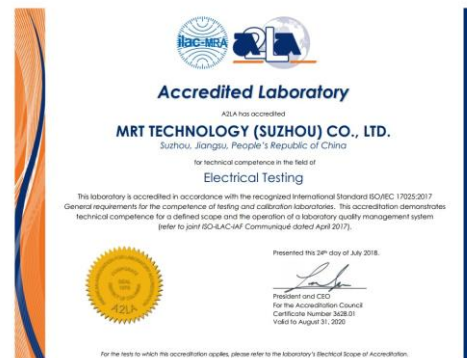 ilac-MRA
A2LA
Accredited Laboratory
A2LA has accredited
MRT TECHNOLOGY (SUZHOU) CO., LTD.
Suzhou, Jiangsu, People's Republic of China
for technical competence in the field of
Electrical Testing
This laboratory is accredited in accordance with the recognized International Standard ISO/IEC 17025:2017
General requirements for the competence of testing and calibration laboratories. This accreditation demonstrates
technical competence for a defined scope and the operation of a laboratory quality management system
(refer to joint ISO-ILAC-IAF Communiqué dated April 2017).
Presented this 24th day of July 2018.
President and CEO
For the Accreditation Council
Certificate Number 3628.01
Valid to August 31, 2020
A2LA
For the tests to which this accreditation applies, please refer to the laboratory's Electrical Scope of Accreditation.